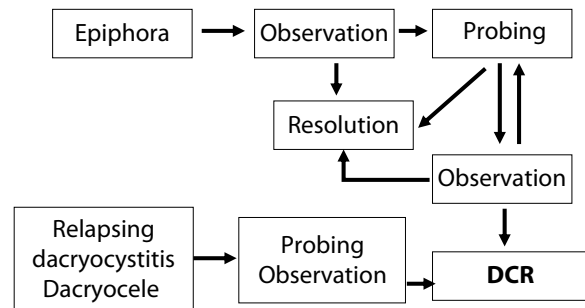 Epiphora
Observation
Probing
Resolution
Observation
Relapsing
dacryocystitis
Dacryocele
Probing
Observation
DCR